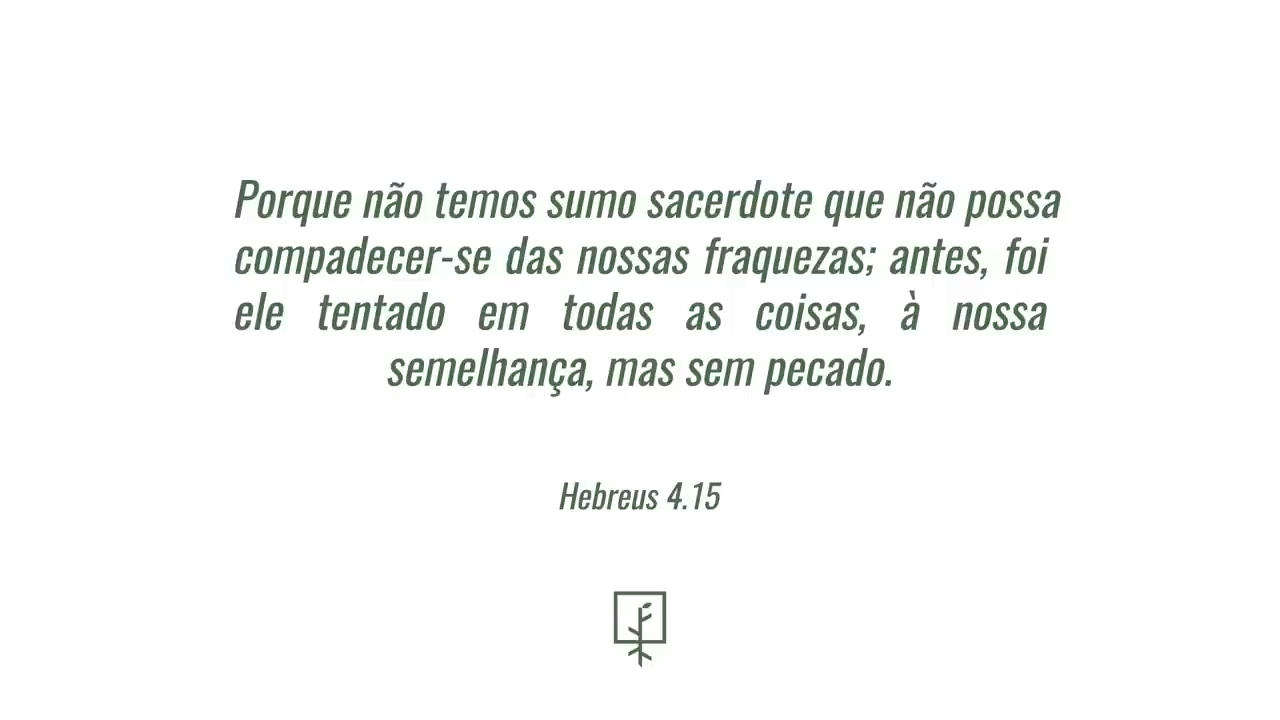 Porque não temos sumo sacerdote que não possa
compadecer-se das nossas fraquezas; antes, foi
ele tentado em todas as coisas, à nossa
semelhança, mas sem pecado.
Hebreus 4.15